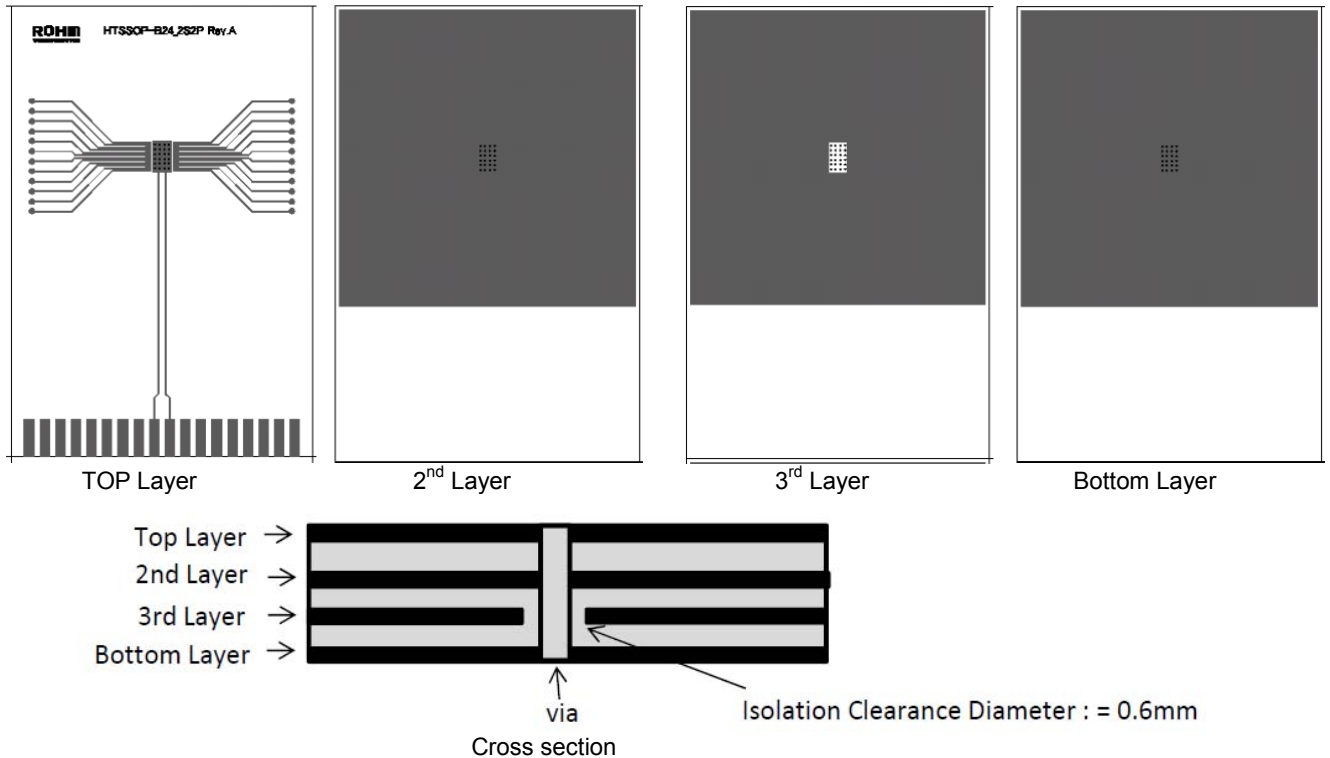 ROHM
HTSSOP-B24_2S2P Rev.A
TOP Layer
2nd Layer
3rd Layer
Bottom Layer
Top Layer
2nd Layer
3rd Layer
Bottom Layer
via
Isolation Clearance Diameter : = 0.6mm
Cross section